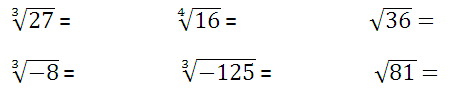 ∛27 =    ∜16 =    √36 =
∛−8 =    ∛−125 =    √81 =